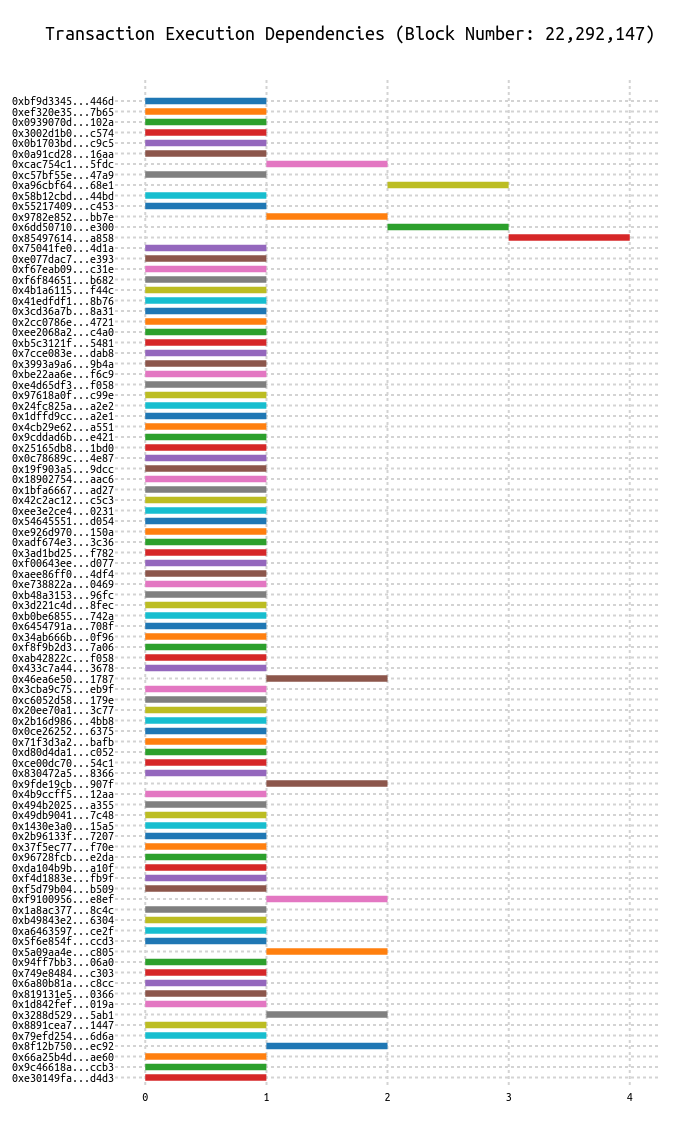 Transaction Execution Dependencies (Block Number: 22,292,147)
0xbf9d3345...446d
0xef320e35...7b65
0x0939070d...102a
0x3002d1b0...c574
0x0b1703bd...c9c5
0x0a91cd28...16aa
0xcac754c1...5fdc
0xc57bf55e...47a9
0xa96cbf64...68e1
0x58b12cbd...44bd
0x55217409...c453
0x9782e852...bb7e
0x6dd50710...e300
0x85497614...a858
0x75041fe0...4d1a
0xe077dac7...e393
0xf67eab09...c31e
0xf6f84651...b682
0x4b1a6115...f44c
0x41edfdf1...8b76
0x3cd36a7b...8a31
0x2cc0786e...4721
0xee2068a2...c4a0
0xb5c3121f...5481
0x7cce083e...dab8
0x3993a9a6...9b4a
0xbe22aa6e...f6c9
0xe4d65df3...f058
0x97618a0f...c99e
0x24fc825a...a2e2
0x1dffd9cc...a2e1
0x4cb29e62...a551
0x9cddad6b...e421
0x25165db8...1bd0
0x0c78689c...4e87
0x19f903a5...9dcc
0x18902754...aac6
0x1bfa6667...ad27
0x42c2ac12...c5c3
0xee3e2ce4...0231
0x54645551...d054
0xe926d970...150a
0xadf674e3...3c36
0x3ad1bd25...f782
0xf00643ee...d077
0xaee86ff0...4df4
0xe738822a...0469
0xb48a3153...96fc
0x3d221c4d...8fec
0xb0be6855...742a
0x6454791a...708f
0x34ab666b...0f96
0xf8f9b2d3...7a06
0xab42822c...f058
0x433c7a44...3678
0x46ea6e50...1787
0x3cba9c75...eb9f
0xc6052d58...179e
0x20ee70a1...3c77
0x2b16d986...4bb8
0x0ce26252...6375
0x71f3d3a2...bafb
0xd80d4da1...c052
0xce00dc70...54c1
0x830472a5...8366
0x9fde19cb...907f
0x4b9ccff5...12aa
0x494b2025...a355
0x49db9041...7c48
0x1430e3a0...15a5
0x2b96133f...7207
0x37f5ec77...f70e
0x96728fcb...e2da
0xda104b9b...a10f
0xf4d1883e...fb9f
0xf5d79b04...b509
0xf9100956...e8ef
0x1a8ac377...8c4c
0xb49843e2...6304
0xa6463597...ce2f
0x5f6e854f...ccd3
0x5a09aa4e...c805
0x94ff7bb3...06a0
0x749e8484...c303
0x6a80b81a...c8cc
0x819131e5...0366
0x1d842fef...019a
0x3288d529...5ab1
0x8891cea7...1447
0x79efd254...6d6a
0x8f12b750...ec92
0x66a25b4d...ae60
0x9c46618a...ccb3
0xe30149fa...d4d3
0 1 2 3 4